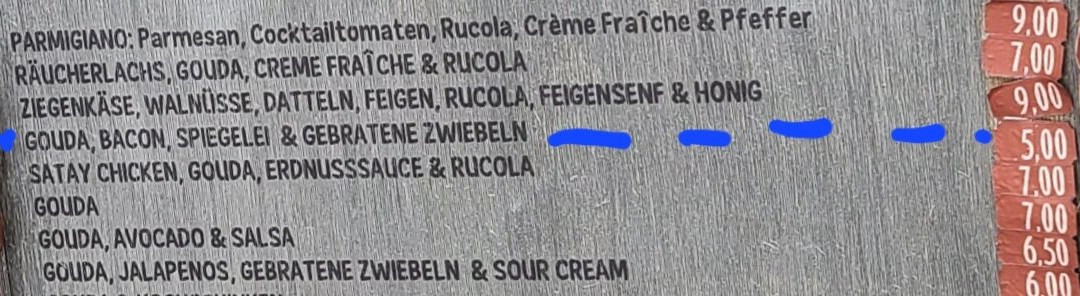 PARMIGIANO: Parmesan, Cocktailtomaten, Rucola, Crème Fraîche & Pfeffer 9,00
RÄUCHERLACHS, GOUDA, CREME FRAÎCHE & RUCOLA 7,00
ZIEGENKÄSE, WALNÜSSE, DATTELN, FEIGEN, RUCOLA, FEIGENSENF & HONIG 9,00
GOUDA, BACON, SPIEGELEI & GEBRATENE ZWIEBELN 5,00
SATAY CHICKEN, GOUDA, ERDNUSSSAUCE & RUCOLA 7,00
GOUDA 7,00
GOUDA, AVOCADO & SALSA 6,50
GOUDA, JALAPENOS, GEBRATENE ZWIEBELN & SOUR CREAM 6,00